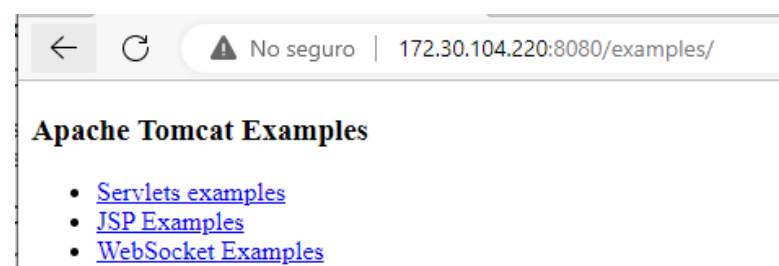 No seguro | 172.30.104.220:8080/examples/
Apache Tomcat Examples
Servlets examples
JSP Examples
WebSocket Examples